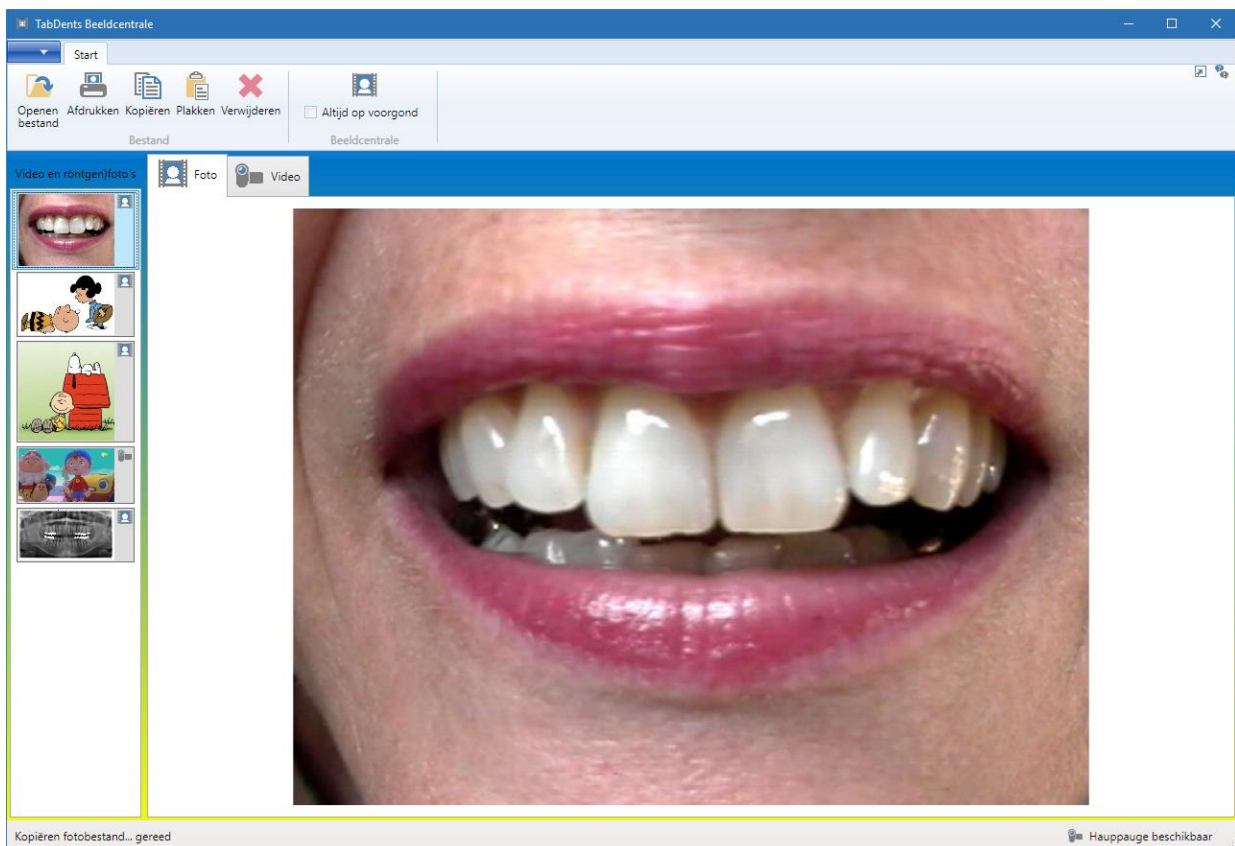 TabDents Beeldcentrale
Start
Openen bestand
Afdrukken
Kopiëren
Plakken
Verwijderen
Altijd op voorgond
Bestand
Beeldcentrale
Video en röntgen)foto's
Foto
Video
Kopiëren fotobestand... gereed
Hauppauge beschikbaar